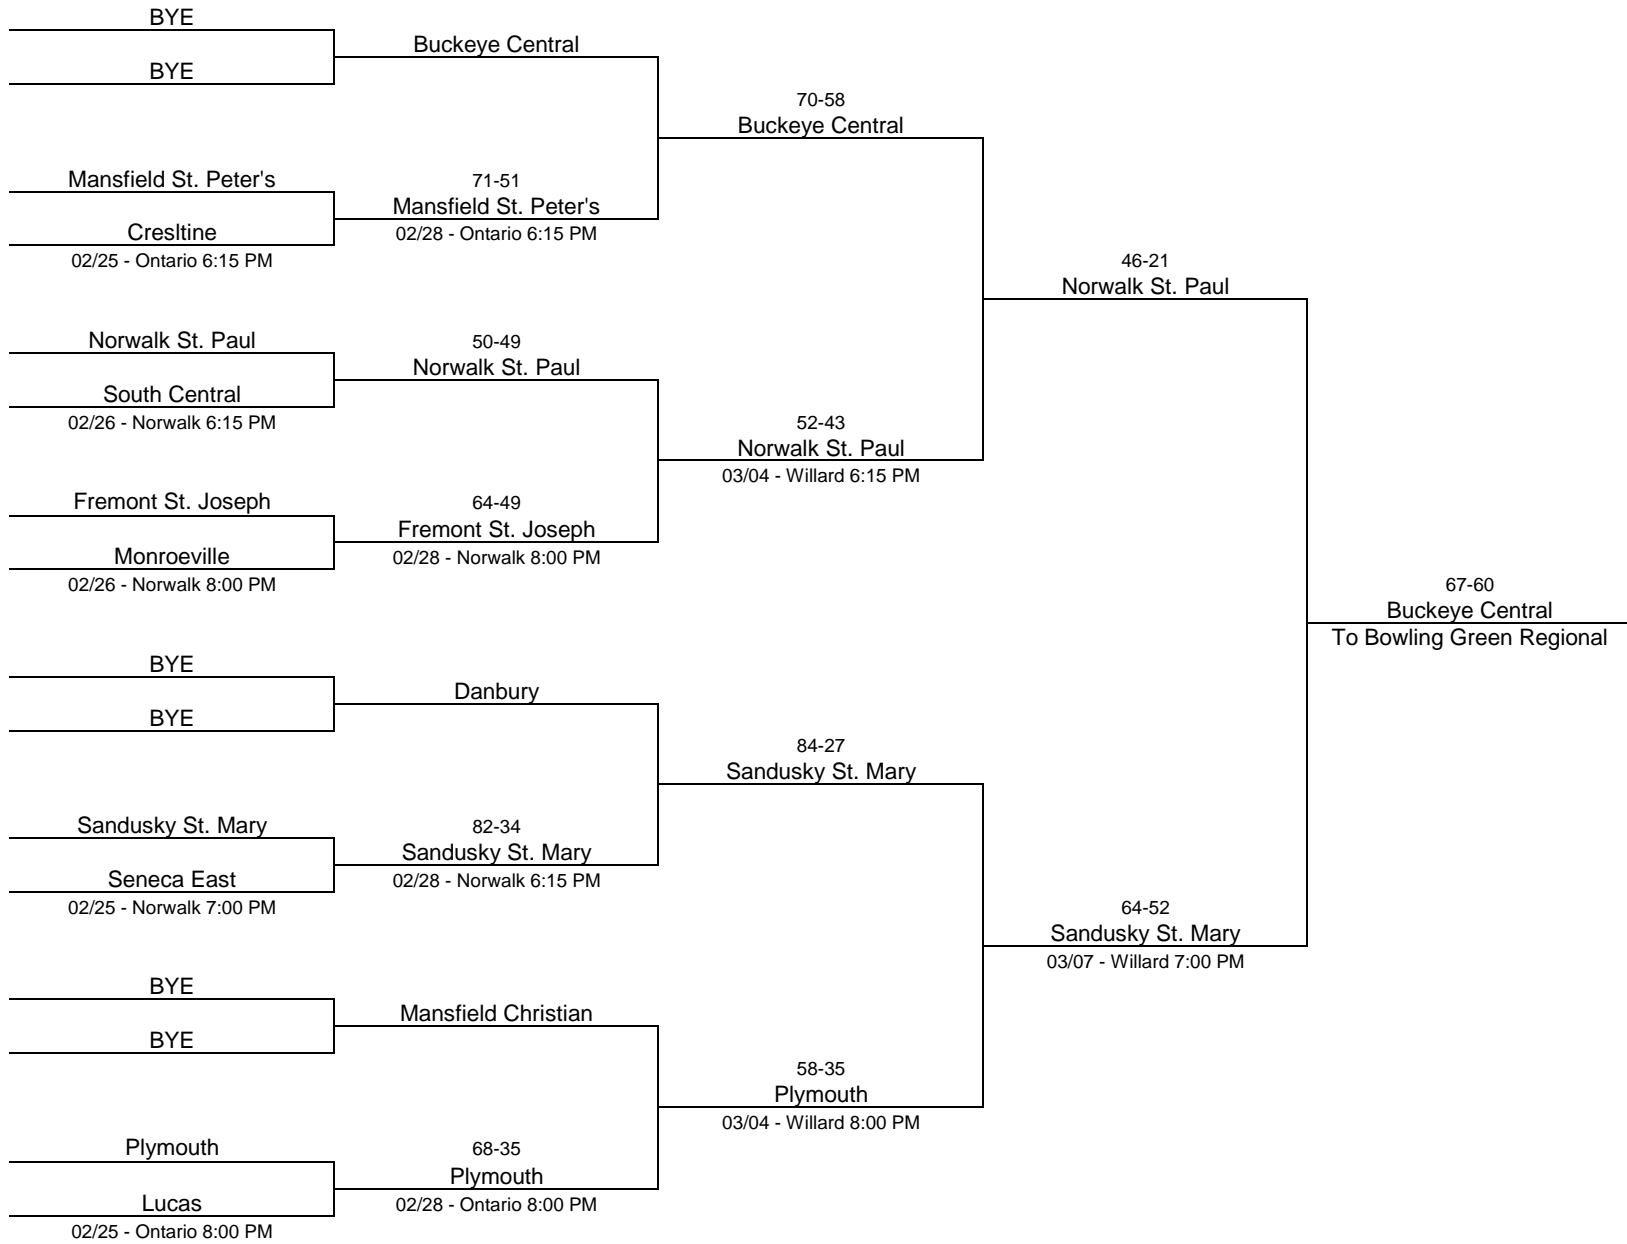 BYE
BYE
Mansfield St. Peter's
Cresltine
02/25 - Ontario 6:15 PM
Norwalk St. Paul
South Central
02/26 - Norwalk 6:15 PM
Fremont St. Joseph
Monroeville
02/26 - Norwalk 8:00 PM
BYE
BYE
Sandusky St. Mary
Seneca East
02/25 - Norwalk 7:00 PM
BYE
BYE
Plymouth
Lucas
02/25 - Ontario 8:00 PM
Buckeye Central
71-51
Mansfield St. Peter's
02/28 - Ontario 6:15 PM
50-49
Norwalk St. Paul
64-49
Fremont St. Joseph
02/28 - Norwalk 8:00 PM
Danbury
82-34
Sandusky St. Mary
02/28 - Norwalk 6:15 PM
Mansfield Christian
68-35
Plymouth
02/28 - Ontario 8:00 PM
70-58
Buckeye Central
52-43
Norwalk St. Paul
03/04 - Willard 6:15 PM
84-27
Sandusky St. Mary
58-35
Plymouth
03/04 - Willard 8:00 PM
46-21
Norwalk St. Paul
64-52
Sandusky St. Mary
03/07 - Willard 7:00 PM
67-60
Buckeye Central
To Bowling Green Regional